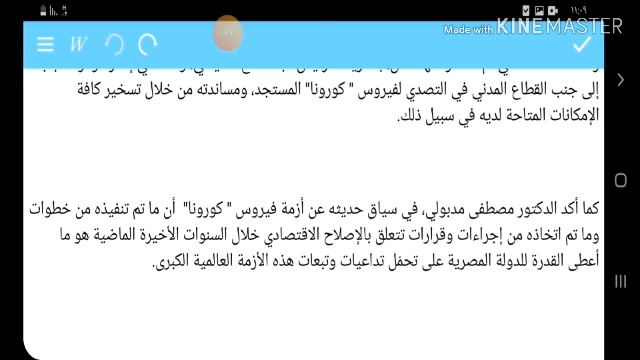 ١١:٠٩
Made with KINEMASTER
W
إلى جنب القطاع المدني في التصدي لفيروس " كورونا" المستجد، ومساندته من خلال تسخير كافة
الإمكانات المتاحة لديه في سبيل ذلك.
كما أكد الدكتور مصطفى مدبولي، في سياق حديثه عن أزمة فيروس " كورونا" أن ما تم تنفيذه من خطوات
وما تم اتخاذه من إجراءات وقرارات تتعلق بالإصلاح الاقتصادي خلال السنوات الأخيرة الماضية هو ما
أعطى القدرة للدولة المصرية على تحمّل تداعيات وتبعات هذه الأزمة العالمية الكبرى.